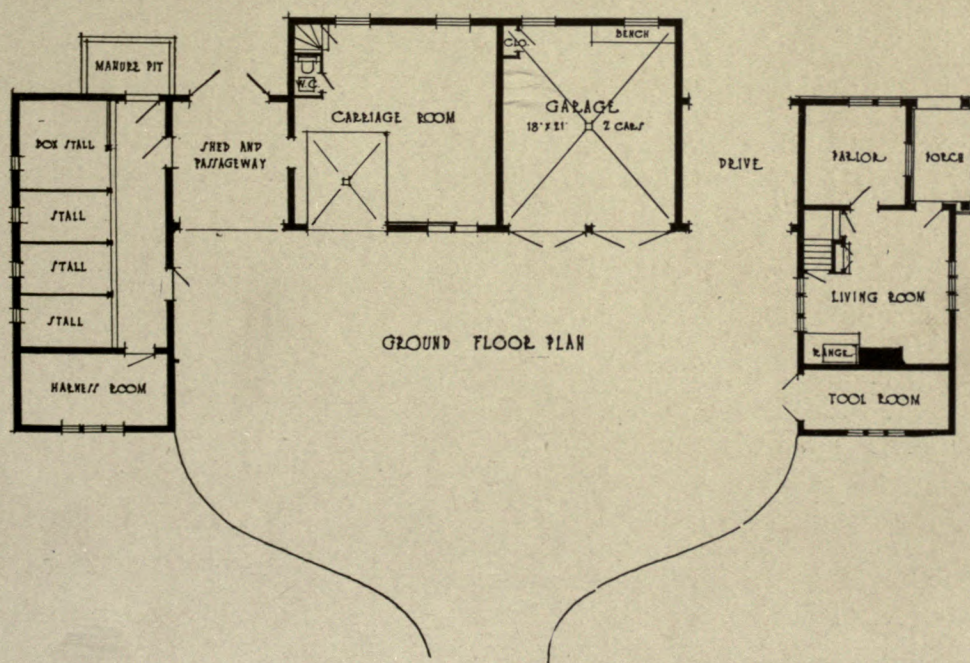 MANURE PIT
BENCH
CLO.
W.C.
CARRIAGE ROOM
GARAGE
18'X21' 2 CARS
BOX STALL
SHED AND
PASSAGEWAY
DRIVE
PARLOR
PORCH
STALL
STALL
STALL
LIVING ROOM
GROUND FLOOR PLAN
RANGE
HARNESS ROOM
TOOL ROOM